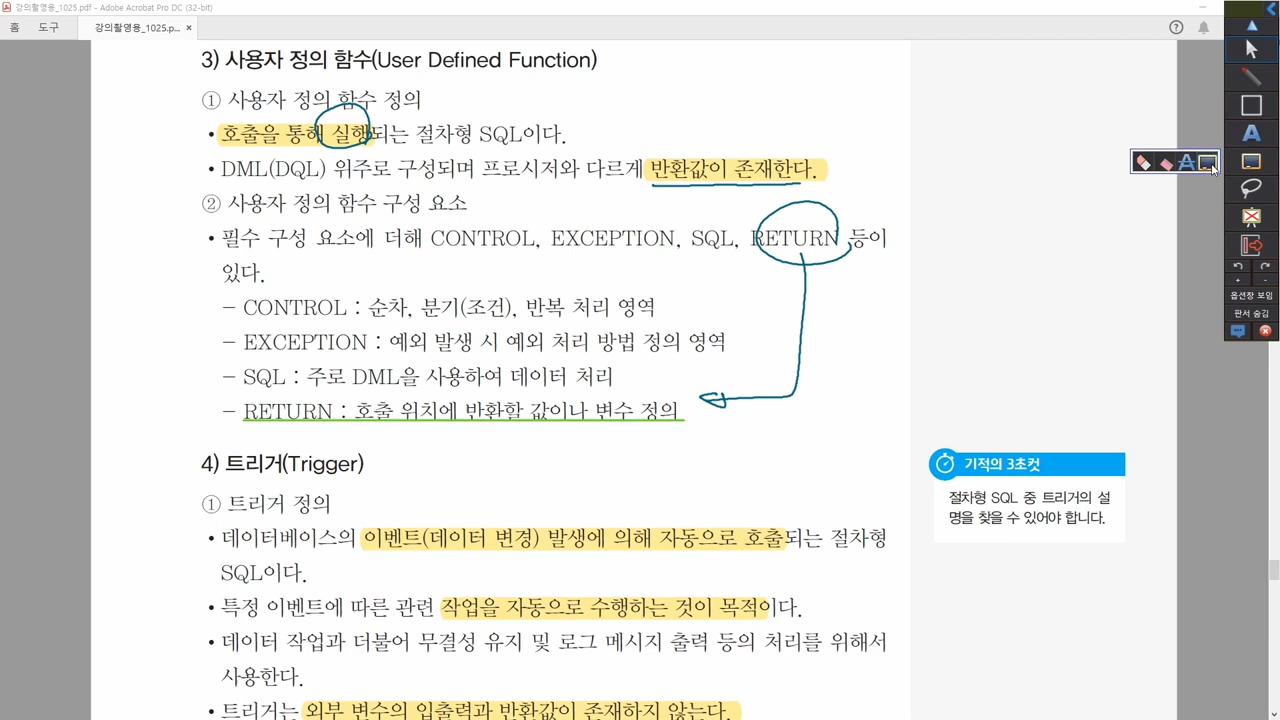 강의촬영용_1025.pdf - Adobe Acrobat Pro DC (32-bit)
홈 도구 강의촬영용_1025.p... ×
3) 사용자 정의 함수(User Defined Function)
① 사용자 정의 함수 정의
• 호출을 통해 실행되는 절차형 SQL이다.
• DML(DQL) 위주로 구성되며 프로시저와 다르게 반환값이 존재한다.
② 사용자 정의 함수 구성 요소
• 필수 구성 요소에 더해 CONTROL, EXCEPTION, SQL, RETURN 등이
있다.
– CONTROL : 순차, 분기(조건), 반복 처리 영역
– EXCEPTION : 예외 발생 시 예외 처리 방법 정의 영역
– SQL : 주로 DML을 사용하여 데이터 처리
– RETURN : 호출 위치에 반환할 값이나 변수 정의
4) 트리거(Trigger)
① 트리거 정의
• 데이터베이스의 이벤트(데이터 변경) 발생에 의해 자동으로 호출되는 절차형
SQL이다.
• 특정 이벤트에 따른 관련 작업을 자동으로 수행하는 것이 목적이다.
• 데이터 작업과 더불어 무결성 유지 및 로그 메시지 출력 등의 처리를 위해서
사용한다.
• 트리거는 외부 변수의 입출력과 반환값이 존재하지 않는다.
기적의 3초컷
절차형 SQL 중 트리거의 설
명을 찾을 수 있어야 합니다.
옵션창 보임
판서 숨김